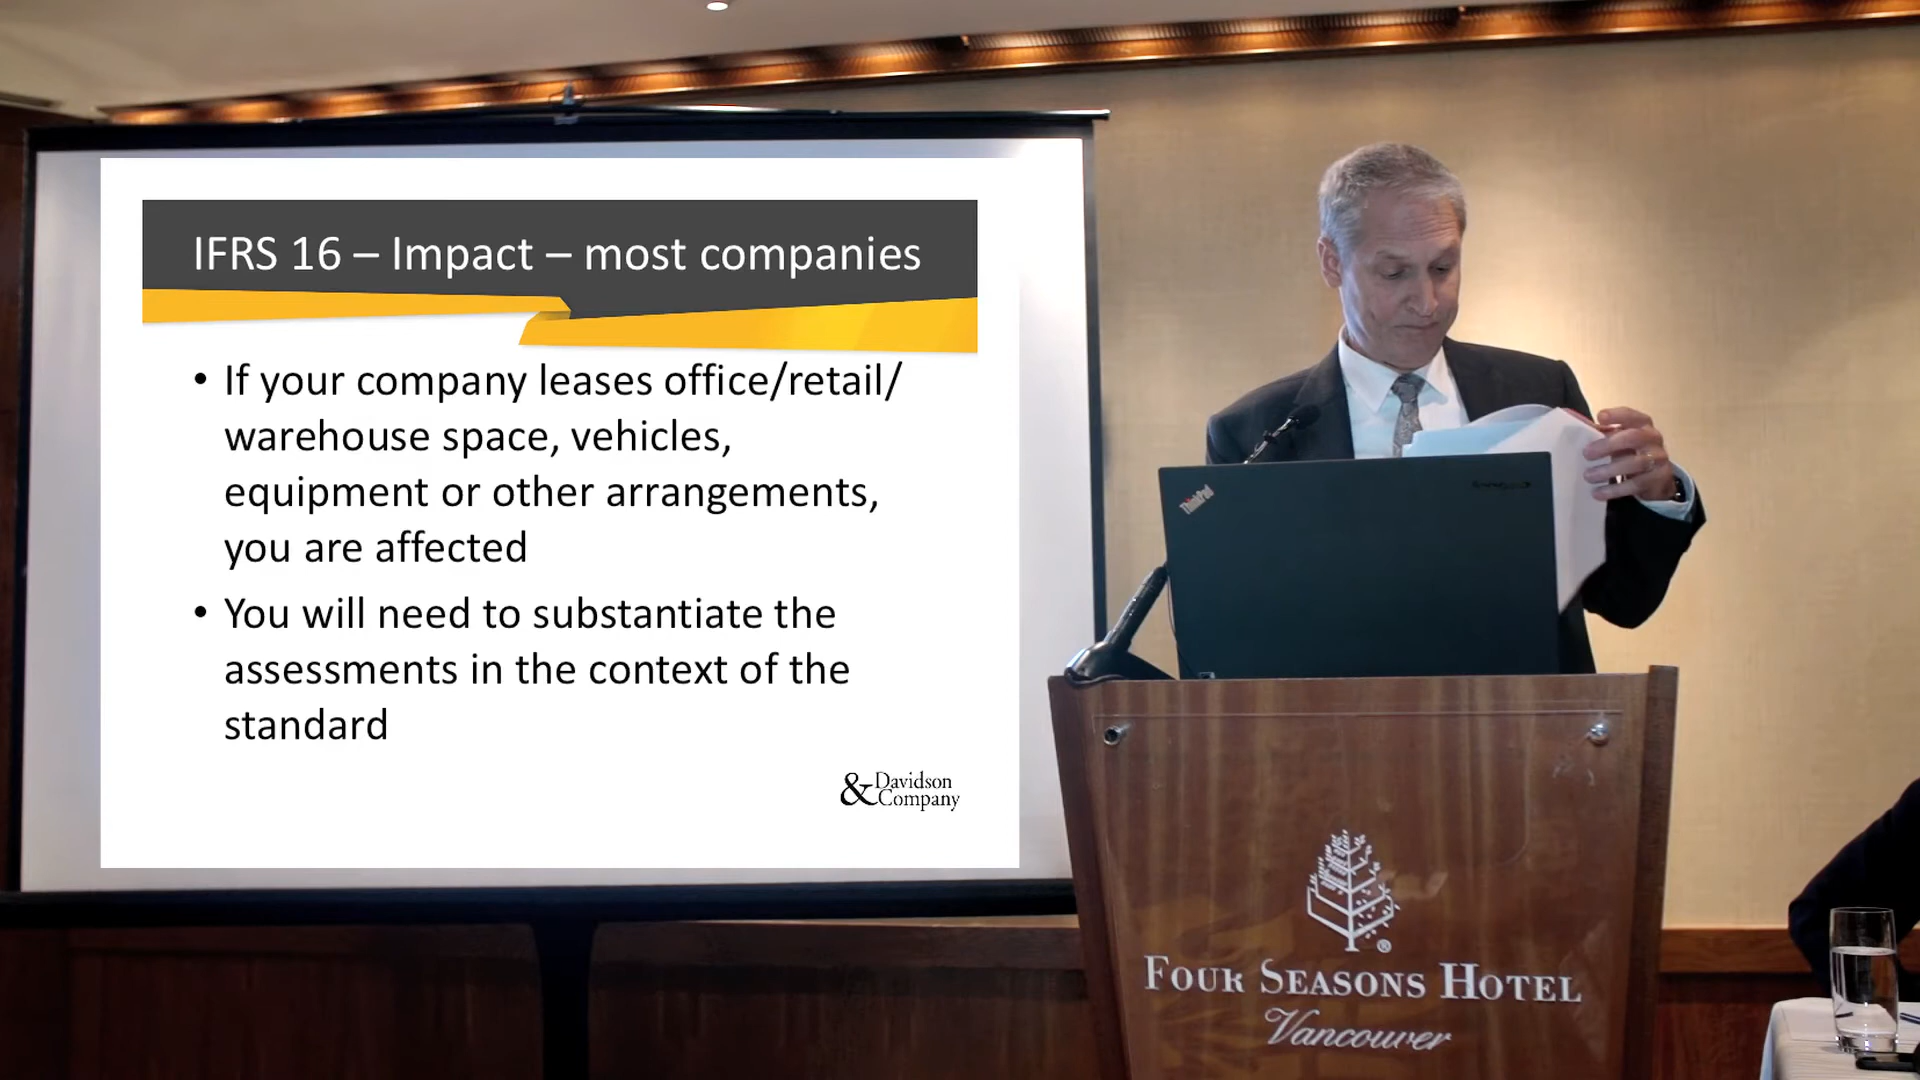 IFRS 16 – Impact – most companies
• If your company leases office/retail/
warehouse space, vehicles,
equipment or other arrangements,
you are affected
• You will need to substantiate the
assessments in the context of the
standard
& Davidson
Company
ThinkPad
®
FOUR SEASONS HOTEL
Vancouver